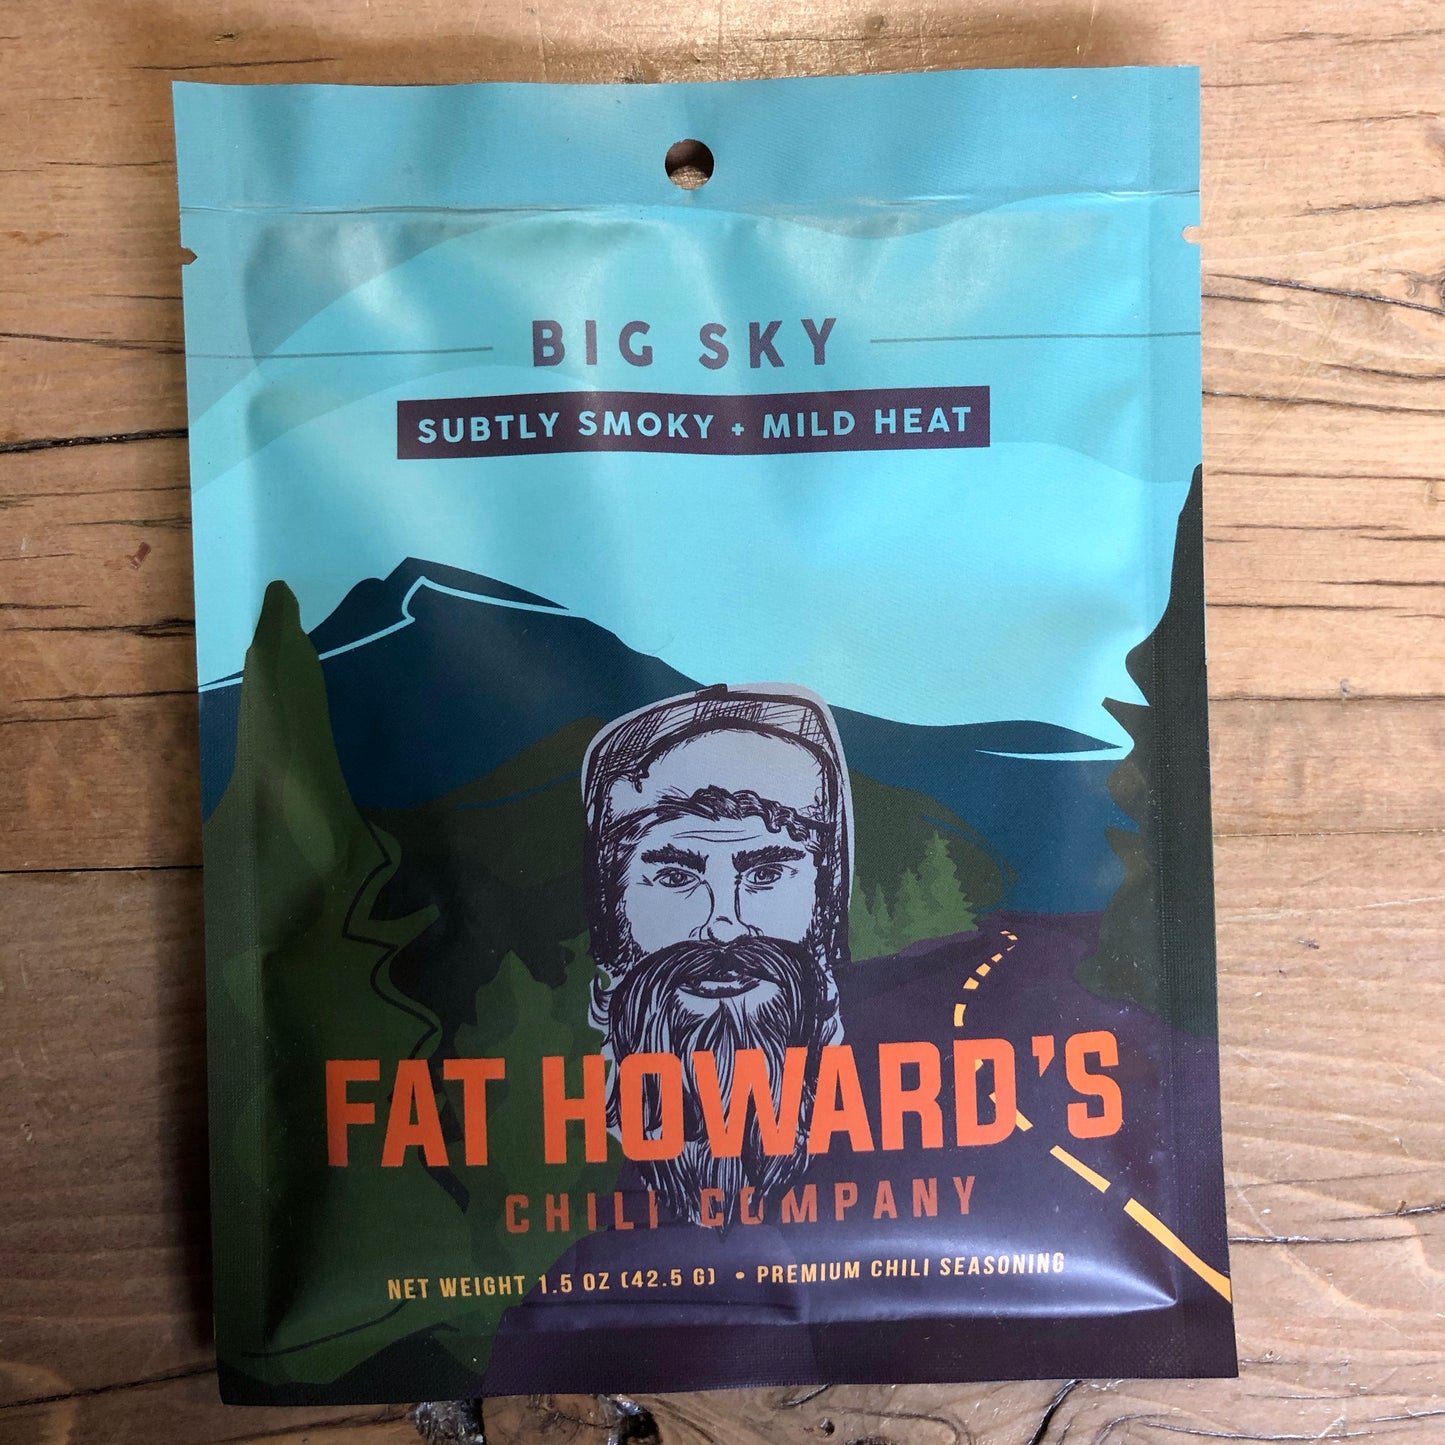 BIG SKY
SUBTLY SMOKY + MILD HEAT
FAT HOWARD'S
CHILI COMPANY
NET WEIGHT 1.5 OZ (42.5 G) • PREMIUM CHILI SEASONING